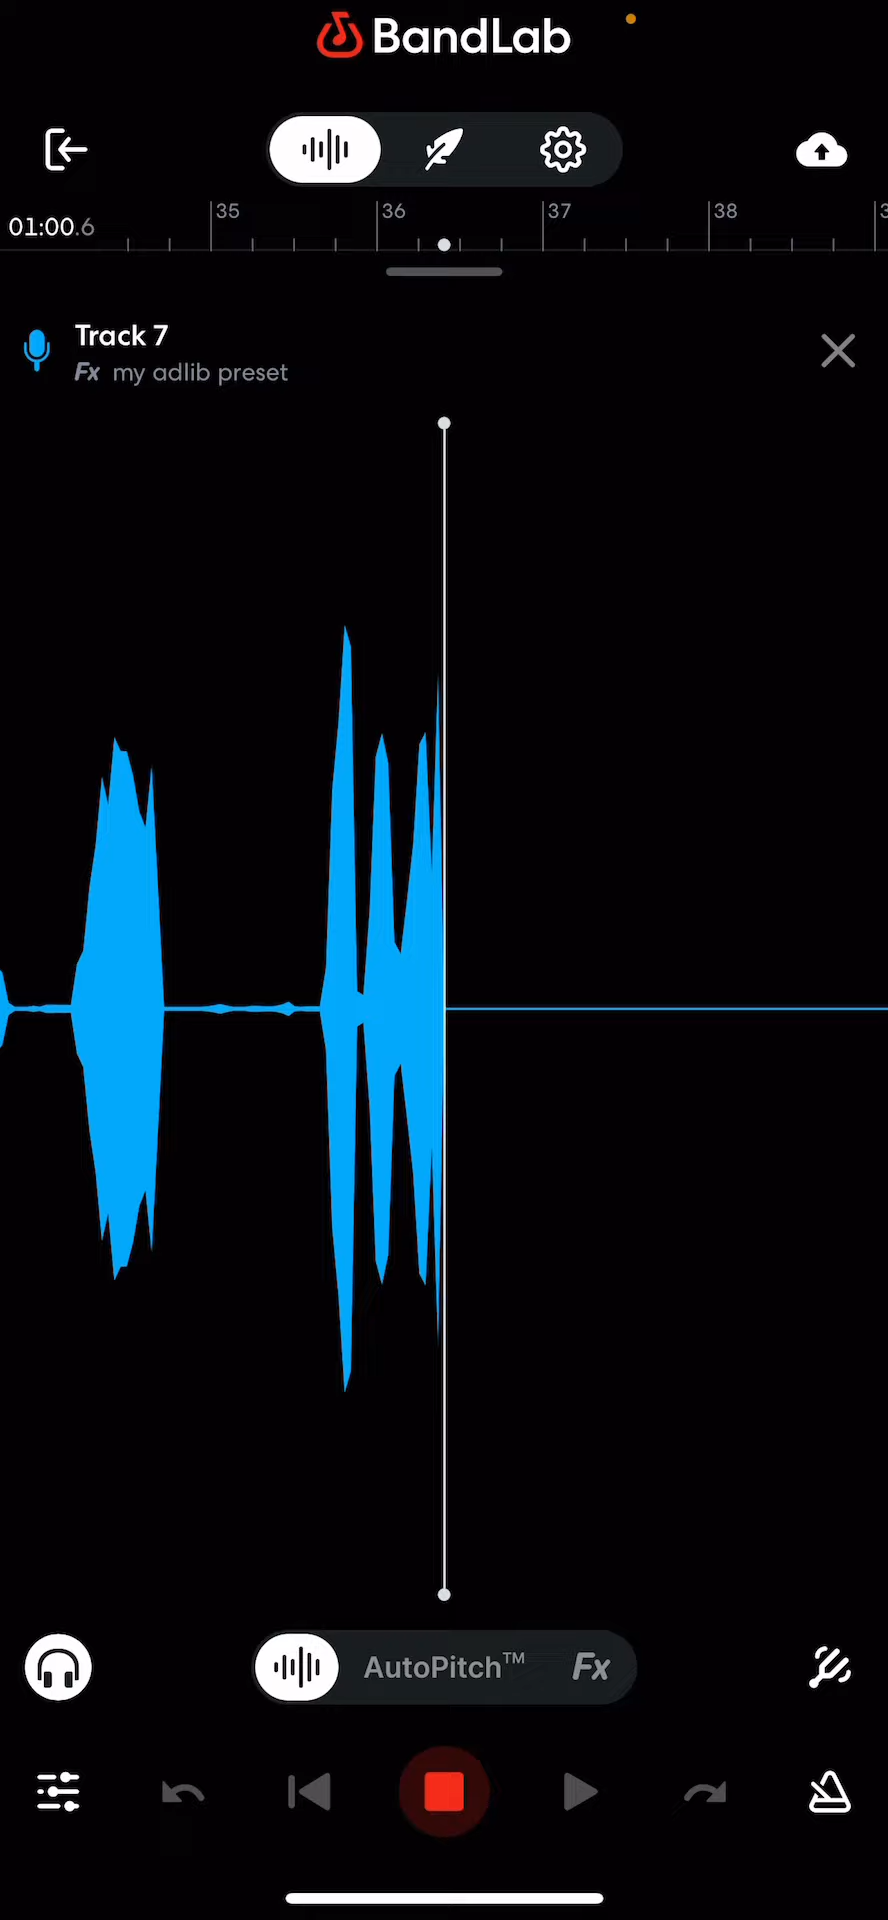 BandLab
01:00.6
35
36
37
38
Track 7
Fx my adlib preset
AutoPitch™
Fx